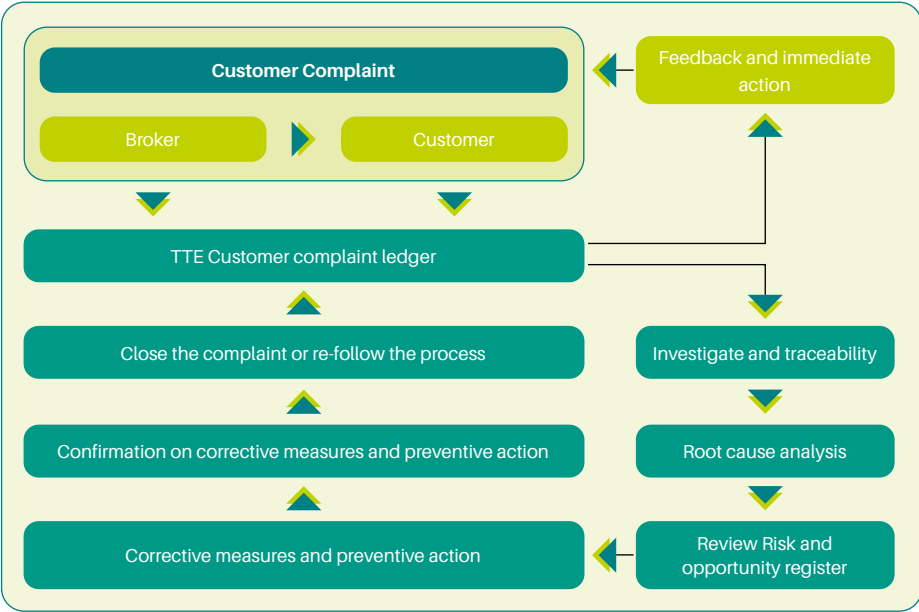 Customer Complaint
Broker
Customer
Feedback and immediate
action
TTE Customer complaint ledger
Close the complaint or re-follow the process
Investigate and traceability
Confirmation on corrective measures and preventive action
Root cause analysis
Corrective measures and preventive action
Review Risk and
opportunity register